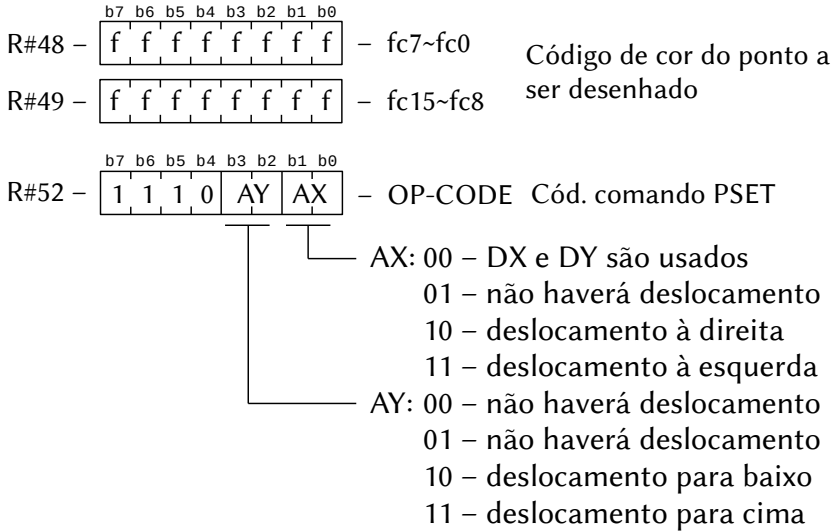 b7 b6 b5 b4 b3 b2 b1 b0
R#48 – f f f f f f f f – fc7~fc0
Código de cor do ponto a
ser desenhado
R#49 – f f f f f f f f – fc15~fc8
b7 b6 b5 b4 b3 b2 b1 b0
R#52 – 1 1 1 0 AY AX – OP-CODE Cód. comando PSET
AX: 00 – DX e DY são usados
01 – não haverá deslocamento
10 – deslocamento à direita
11 – deslocamento à esquerda
AY: 00 – não haverá deslocamento
01 – não haverá deslocamento
10 – deslocamento para baixo
11 – deslocamento para cima